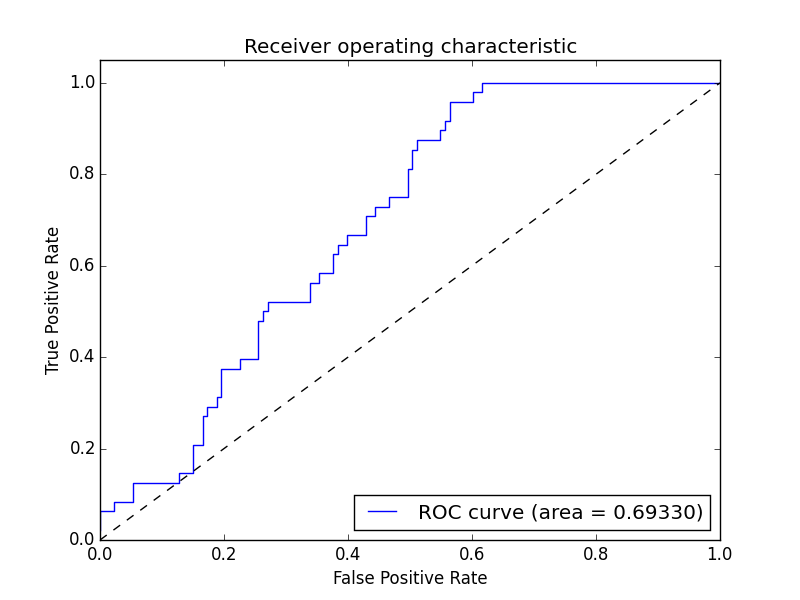 Receiver operating characteristic
1.0
0.8
0.6
0.4
0.2
0.0
True Positive Rate
ROC curve (area = 0.69330)
0.0 0.2 0.4 0.6 0.8 1.0
False Positive Rate